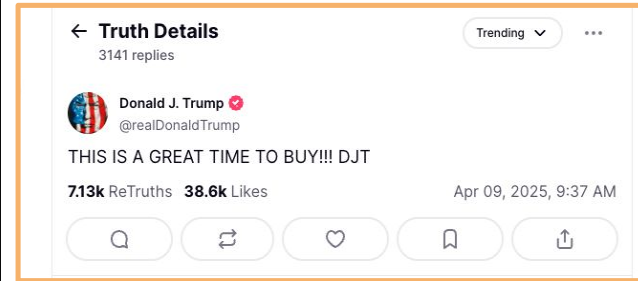 Truth Details
Trending
3141 replies
Donald J. Trump
@realDonaldTrump
THIS IS A GREAT TIME TO BUY!!! DJT
7.13k ReTruths 38.6k Likes Apr 09, 2025, 9:37 AM